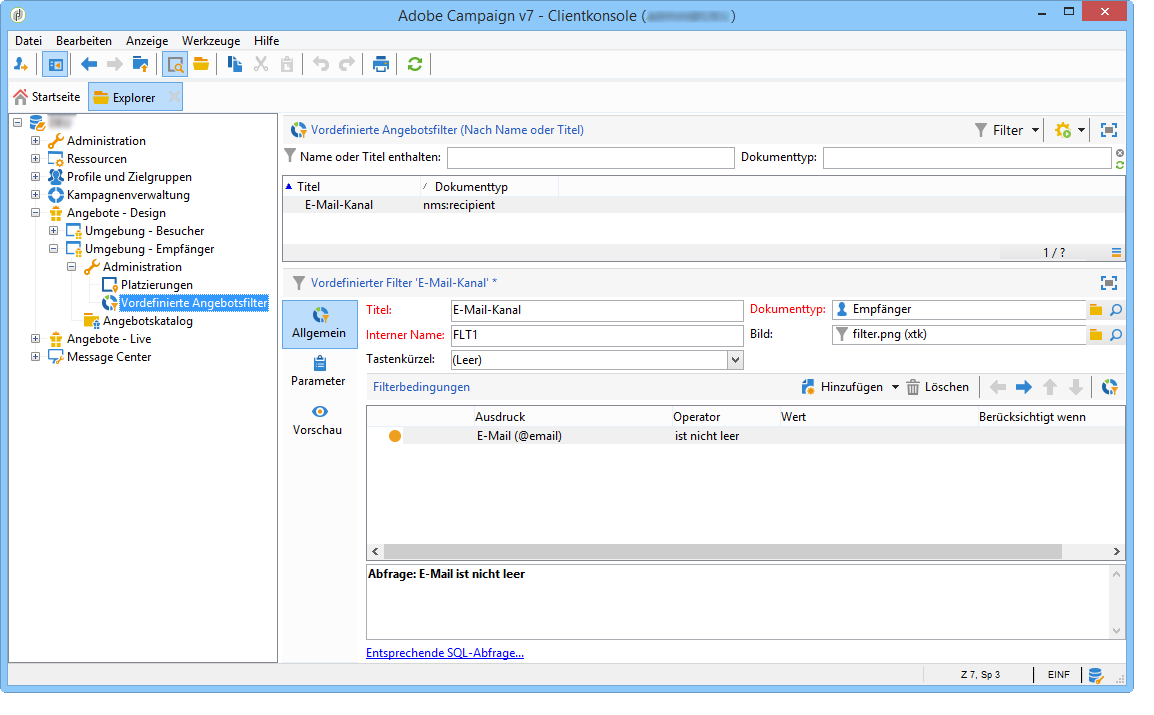 Adobe Campaign v7 - Clientkonsole (
Datei Bearbeiten Anzeige Werkzeuge Hilfe
Startseite Explorer
Administration
Ressourcen
Profile und Zielgruppen
Kampagnenverwaltung
Angebote - Design
Umgebung - Besucher
Umgebung - Empfänger
Administration
Platzierungen
Vordefinierte Angebotsfilter
Angebotskatalog
Angebote - Live
Message Center
Vordefinierte Angebotsfilter (Nach Name oder Titel) Filter
Name oder Titel enthalten: Dokumenttyp:
Titel Dokumenttyp
E-Mail-Kanal nms:recipient
1 / ?
Vordefinierter Filter 'E-Mail-Kanal' *
Allgemein
Parameter
Vorschau
Titel: E-Mail-Kanal Dokumenttyp: Empfänger
Interner Name: FLT1 Bild: filter.png (xtk)
Tastenkürzel: (Leer)
Filterbedingungen Hinzufügen Löschen
Ausdruck Operator Wert Berücksichtigt wenn
E-Mail (@email) ist nicht leer
Abfrage: E-Mail ist nicht leer
Entsprechende SQL-Abfrage...
Z 7, Sp 3 EINF